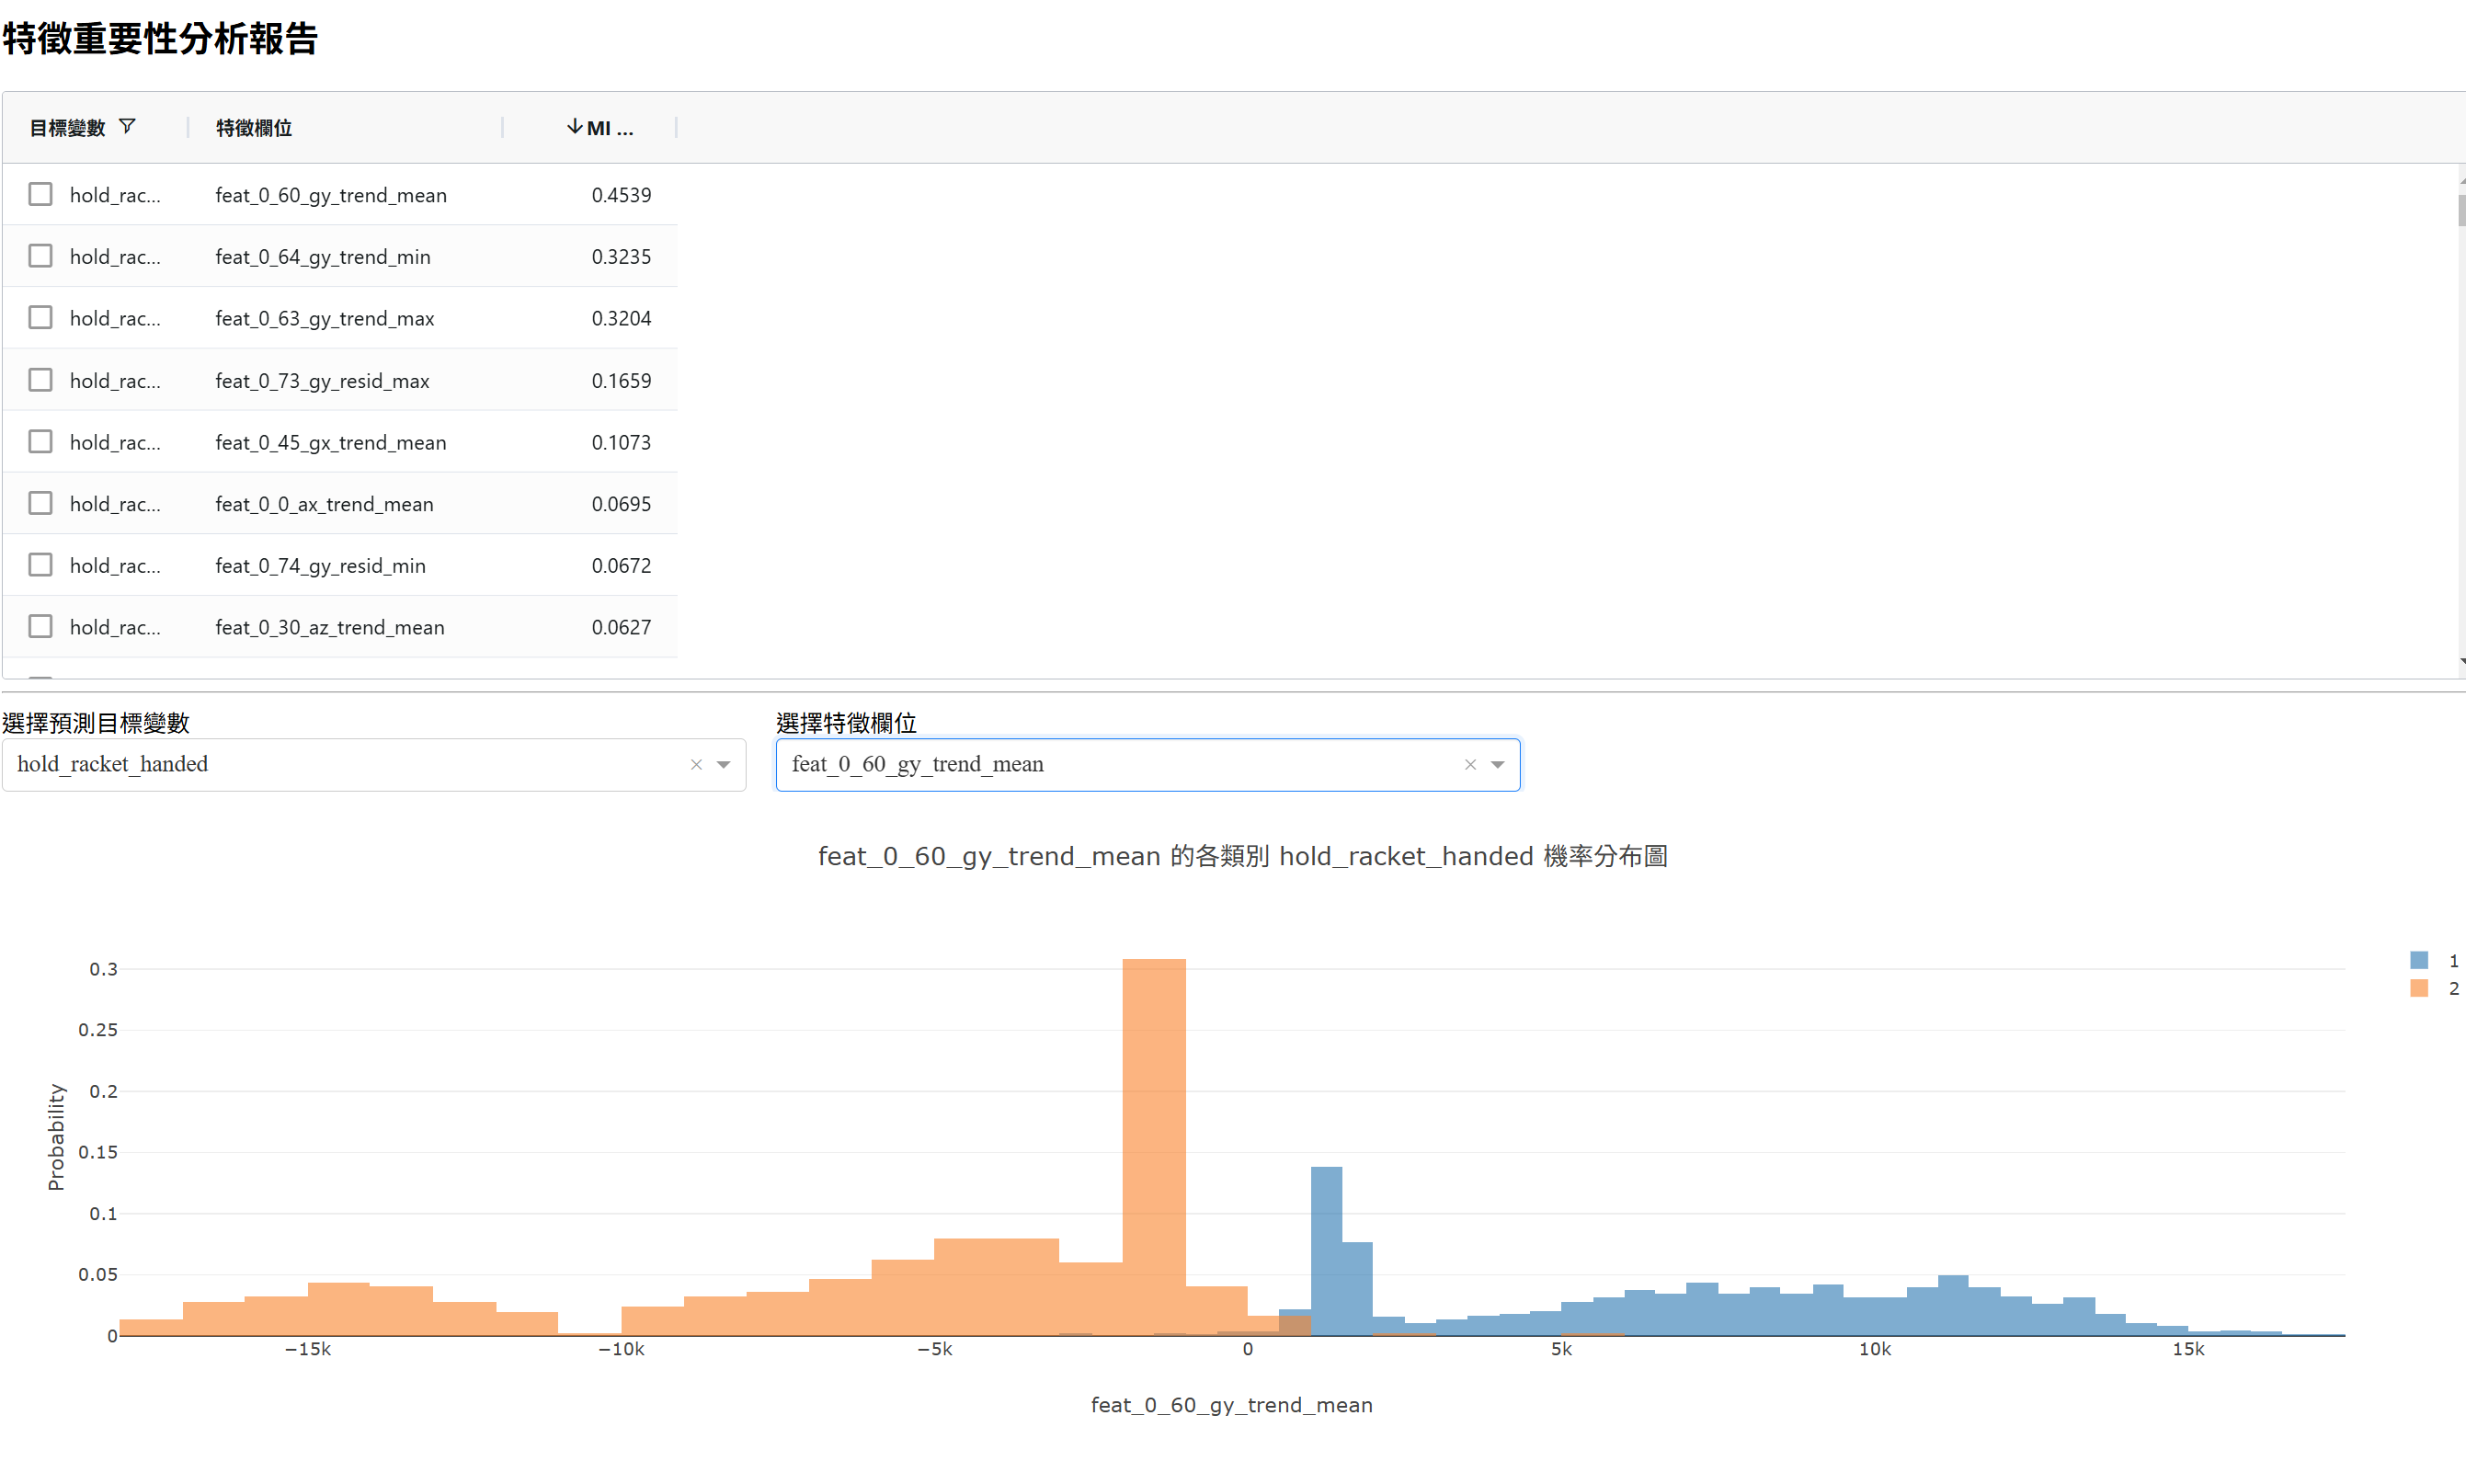 特徵重要性分析報告
目標變數 特徵欄位 MI ...
hold_rac... feat_0_60_gy_trend_mean 0.4539
hold_rac... feat_0_64_gy_trend_min 0.3235
hold_rac... feat_0_63_gy_trend_max 0.3204
hold_rac... feat_0_73_gy_resid_max 0.1659
hold_rac... feat_0_45_gx_trend_mean 0.1073
hold_rac... feat_0_0_ax_trend_mean 0.0695
hold_rac... feat_0_74_gy_resid_min 0.0672
hold_rac... feat_0_30_az_trend_mean 0.0627
選擇預測目標變數 選擇特徵欄位
hold_racket_handed × feat_0_60_gy_trend_mean ×
feat_0_60_gy_trend_mean 的各類別 hold_racket_handed 機率分布圖
1
2
Probability
0.3
0.25
0.2
0.15
0.1
0.05
0
−15k −10k −5k 0 5k 10k 15k
feat_0_60_gy_trend_mean